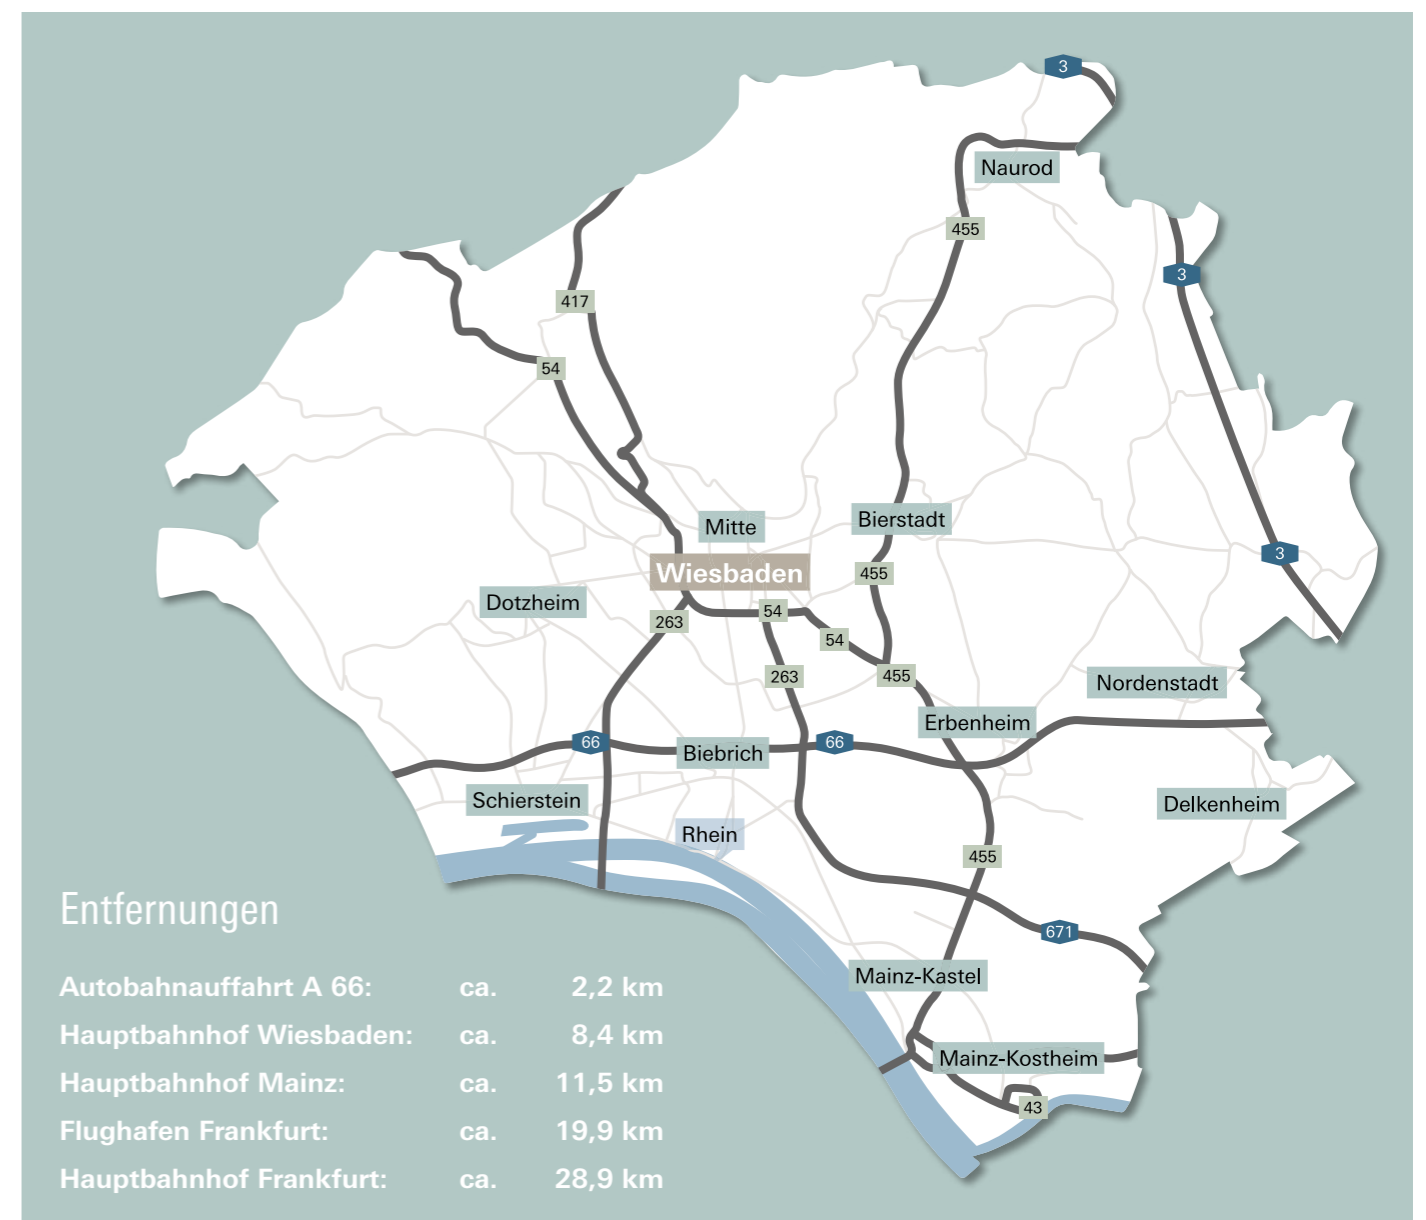 3
Naurod
455
3
417
54
Mitte
Bierstadt
3
Wiesbaden
455
Dotzheim
54
263
54
263
455
Nordenstadt
Erbenheim
66
66
Biebrich
Schierstein
Delkenheim
Rhein
455
Entfernungen
671
Mainz-Kastel
Autobahnauffahrt A 66: ca. 2,2 km
Hauptbahnhof Wiesbaden: ca. 8,4 km
Mainz-Kostheim
Hauptbahnhof Mainz: ca. 11,5 km
43
Flughafen Frankfurt: ca. 19,9 km
Hauptbahnhof Frankfurt: ca. 28,9 km